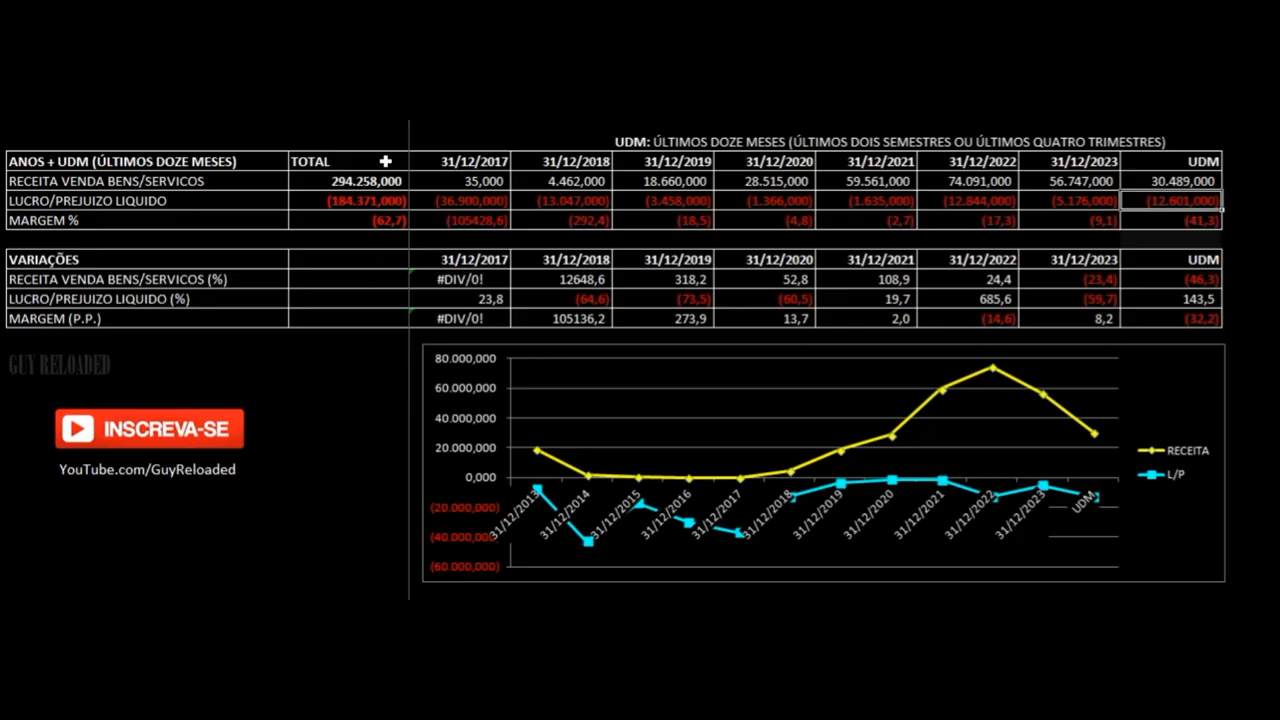 UDM: ÚLTIMOS DOZE MESES (ÚLTIMOS DOIS SEMESTRES OU ÚLTIMOS QUATRO TRIMESTRES)
ANOS + UDM (ÚLTIMOS DOZE MESES) TOTAL 31/12/2017 31/12/2018 31/12/2019 31/12/2020 31/12/2021 31/12/2022 31/12/2023 UDM
RECEITA VENDA BENS/SERVICOS 294.258,000 35,000 4.462,000 18.660,000 28.515,000 59.561,000 74.091,000 56.747,000 30.489,000
LUCRO/PREJUIZO LIQUIDO (184.371,000) (36.900,000) (13.047,000) (3.458,000) (1.366,000) (1.635,000) (12.844,000) (5.176,000) (12.601,000)
MARGEM % (62,7) (105428,6) (292,4) (18,5) (4,8) (2,7) (17,3) (9,1) (41,3)
VARIAÇÕES 31/12/2017 31/12/2018 31/12/2019 31/12/2020 31/12/2021 31/12/2022 31/12/2023 UDM
RECEITA VENDA BENS/SERVICOS (%) #DIV/0! 12648,6 318,2 52,8 108,9 24,4 (23,4) (46,3)
LUCRO/PREJUIZO LIQUIDO (%) 23,8 (64,6) (73,5) (60,5) 19,7 685,6 (59,7) 143,5
MARGEM (P.P.) #DIV/0! 105136,2 273,9 13,7 2,0 (14,6) 8,2 (32,2)
GUY RELOADED
INSCREVA-SE
YouTube.com/GuyReloaded
80.000,000
60.000,000
40.000,000
20.000,000
0,000
(20.000,000)
(40.000,000)
(60.000,000)
31/12/2013 31/12/2014 31/12/2015 31/12/2016 31/12/2017 31/12/2018 31/12/2019 31/12/2020 31/12/2021 31/12/2022 31/12/2023 UDM
RECEITA
L/P